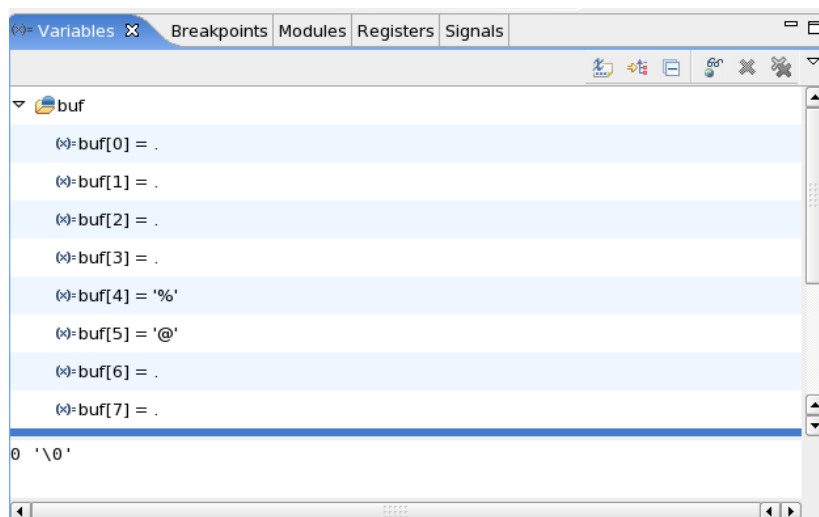 (x)= Variables Breakpoints Modules Registers Signals
buf
(x)= buf[0] = .
(x)= buf[1] = .
(x)= buf[2] = .
(x)= buf[3] = .
(x)= buf[4] = '%'
(x)= buf[5] = '@'
(x)= buf[6] = .
(x)= buf[7] = .
0 '\0'